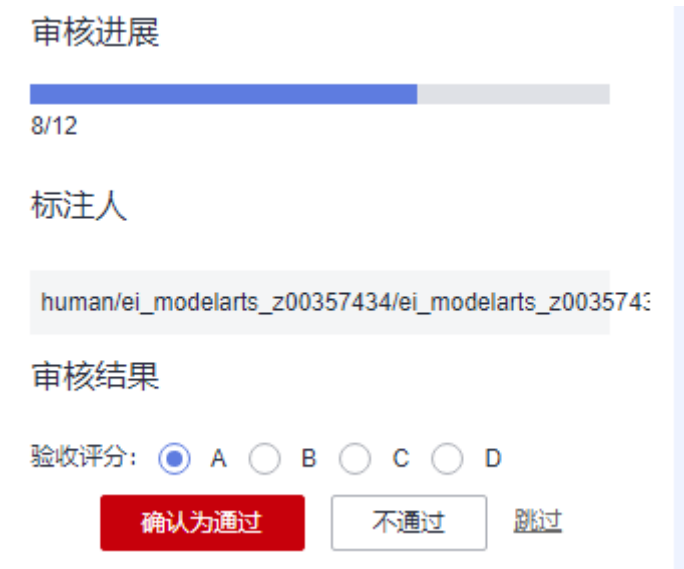 审核进展
8/12
标注人
human/ei_modelarts_z00357434/ei_modelarts_z0035743
审核结果
验收评分： A B C D
确认为通过 不通过 跳过